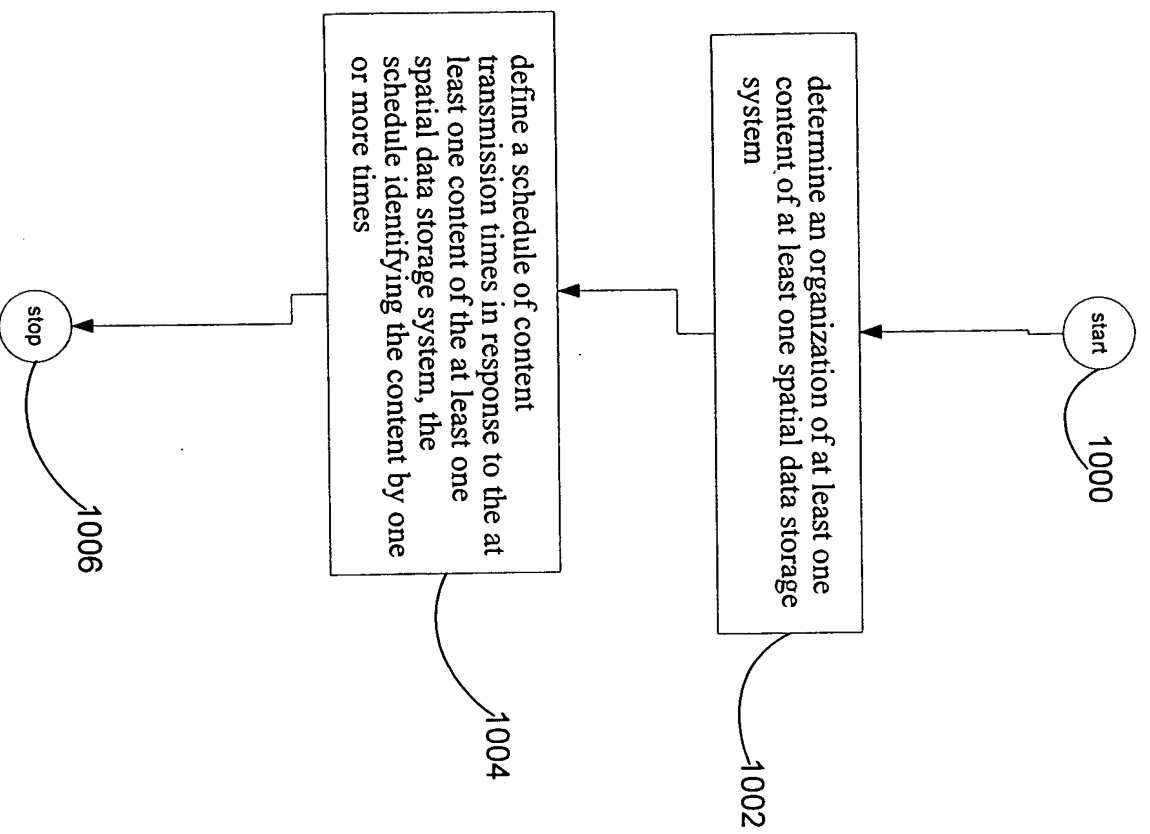 start
1000
determine an organization of at least one
content of at least one spatial data storage
system
1002
define a schedule of content
transmission times in response to the at
least one content of the at least one
spatial data storage system, the
schedule identifying the content by one
or more times
1004
stop
1006